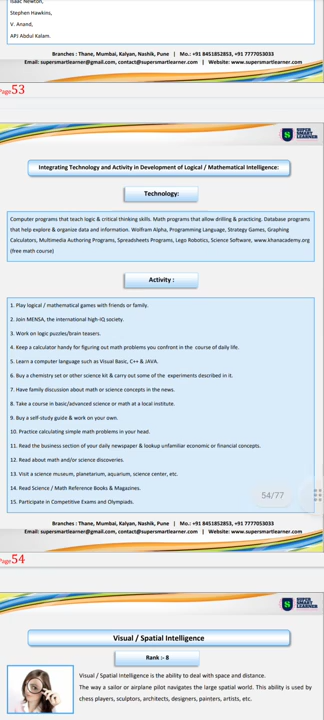 Isaac Newton,
Stephen Hawkins,
V. Anand,
APJ Abdul Kalam.
Branches : Thane, Mumbai, Kalyan, Nashik, Pune | Mo.: +91 8451852853, +91 7777053033
Email: supersmartlearner@gmail.com, contact@supersmartlearner.com | Website: www.supersmartlearner.com
Page53
SUPER SMART LEARNER
Integrating Technology and Activity in Development of Logical / Mathematical Intelligence:
Technology:
Computer programs that teach logic & critical thinking skills. Math programs that allow drilling & practicing. Database programs
that help explore & organize data and information. Wolfram Alpha, Programming Language, Strategy Games, Graphing
Calculators, Multimedia Authoring Programs, Spreadsheets Programs, Lego Robotics, Science Software, www.khanacademy.org
(free math course)
Activity :
1. Play logical / mathematical games with friends or family.
2. Join MENSA, the international high-IQ society.
3. Work on logic puzzles/brain teasers.
4. Keep a calculator handy for figuring out math problems you confront in the course of daily life.
5. Learn a computer language such as Visual Basic, C++ & JAVA.
6. Buy a chemistry set or other science kit & carry out some of the experiments described in it.
7. Have family discussion about math or science concepts in the news.
8. Take a course in basic/advanced science or math at a local institute.
9. Buy a self-study guide & work on your own.
10. Practice calculating simple math problems in your head.
11. Read the business section of your daily newspaper & lookup unfamiliar economic or financial concepts.
12. Read about math and/or science discoveries.
13. Visit a science museum, planetarium, aquarium, science center, etc.
14. Read Science / Math Reference Books & Magazines.
15. Participate in Competitive Exams and Olympiads.
54/77
Branches : Thane, Mumbai, Kalyan, Nashik, Pune | Mo.: +91 8451852853, +91 7777053033
Email: supersmartlearner@gmail.com, contact@supersmartlearner.com | Website: www.supersmartlearner.com
Page54
SUPER SMART LEARNER
Visual / Spatial Intelligence
Rank :- 8
Visual / Spatial Intelligence is the ability to deal with space and distance.
The way a sailor or airplane pilot navigates the large spatial world. This ability is used by
chess players, sculptors, architects, designers, painters, artists, etc.